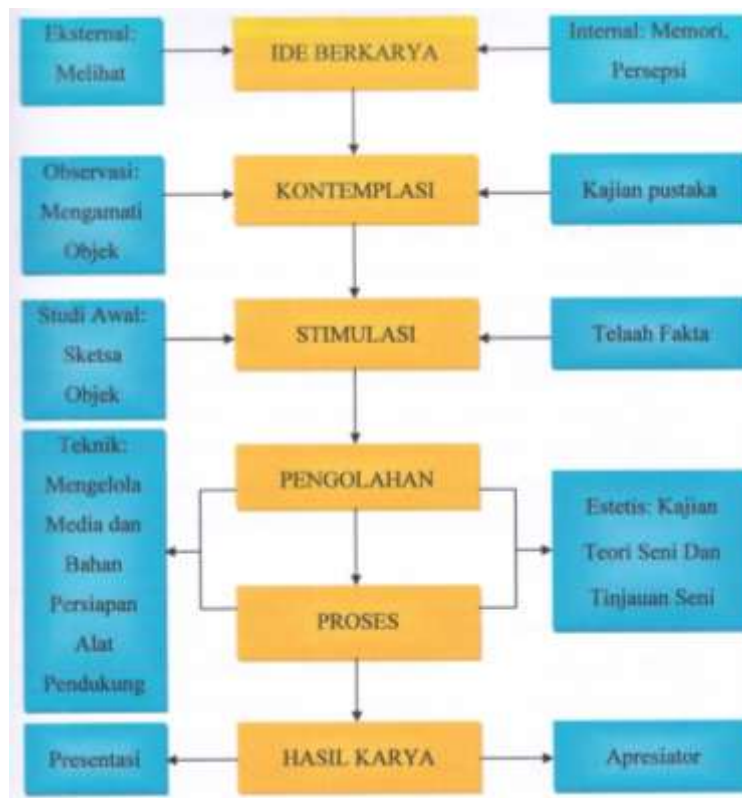 Eksternal:
Melihat
IDE BERKARYA
Internal: Memori,
Persepsi
Observasi:
Mengamati
Objek
KONTEMPLASI
Kajian pustaka
Studi Awal:
Sketsa
Objek
STIMULASI
Telaah Fakta
Teknik:
Mengelola
Media dan
Bahan
Persiapan
Alat
Pendukung
PENGOLAHAN
Estetis: Kajian
Teori Seni Dan
Tinjauan Seni
PROSES
Presentasi
HASIL KARYA
Apresiator